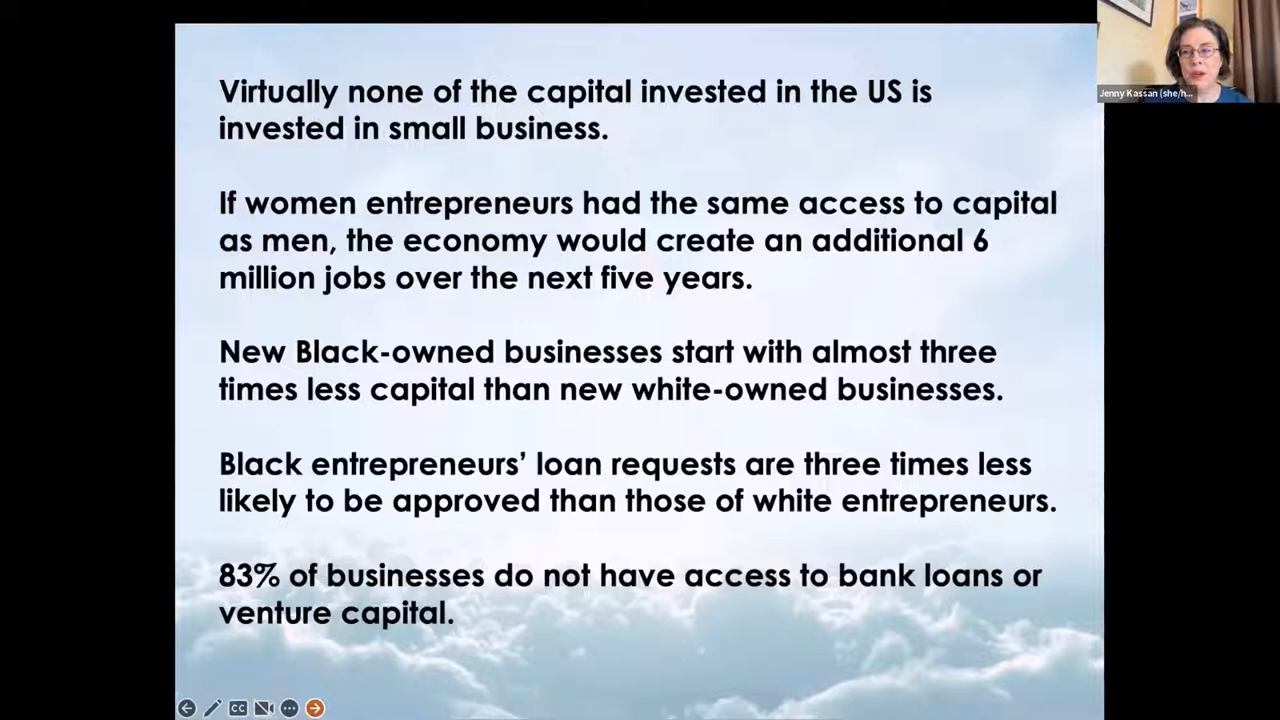 Virtually none of the capital invested in the US is
invested in small business.
If women entrepreneurs had the same access to capital
as men, the economy would create an additional 6
million jobs over the next five years.
New Black-owned businesses start with almost three
times less capital than new white-owned businesses.
Black entrepreneurs’ loan requests are three times less
likely to be approved than those of white entrepreneurs.
83% of businesses do not have access to bank loans or
venture capital.
Jenny Kassan (she/h...
CC